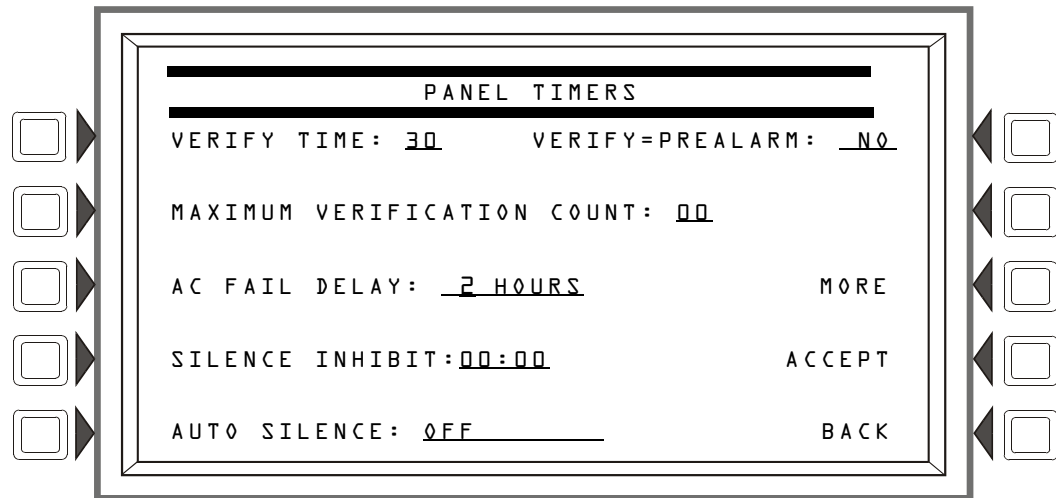 PANEL TIMERS
VERIFY TIME: 30 VERIFY=PREALARM: NO
MAXIMUM VERIFICATION COUNT: 00
AC FAIL DELAY: 2 HOURS MORE
SILENCE INHIBIT:00:00 ACCEPT
AUTO SILENCE: OFF BACK